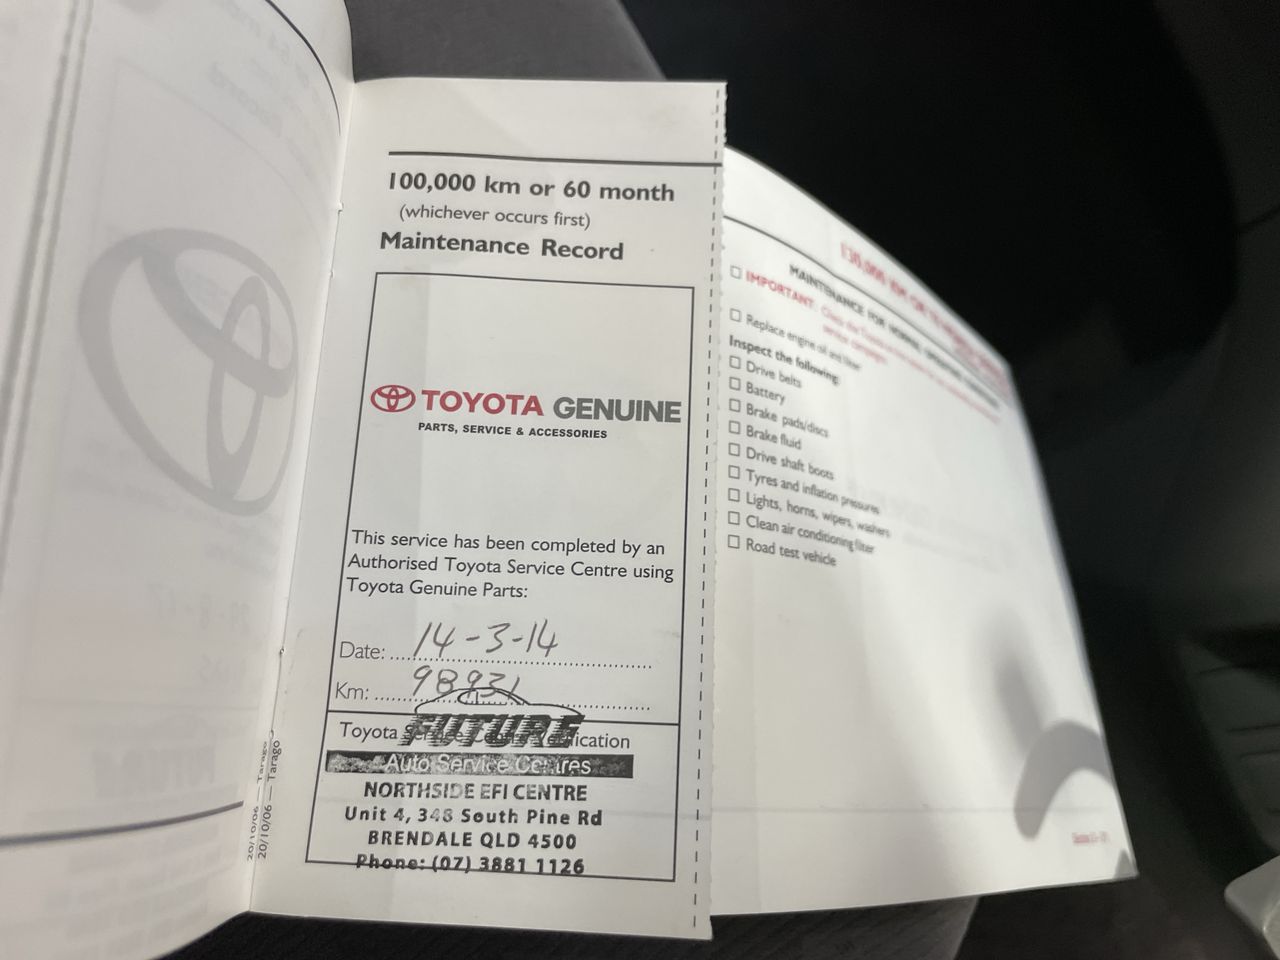 100,000 km or 60 month
(whichever occurs first)
Maintenance Record
TOYOTA GENUINE
PARTS, SERVICE & ACCESSORIES
This service has been completed by an
Authorised Toyota Service Centre using
Toyota Genuine Parts:
Date: 14-3-14
Km: 98931
Toyota
FUTURE
Auto Service Centres
NORTHSIDE EFI CENTRE
Unit 4, 348 South Pine Rd
BRENDALE QLD 4500
Phone: (07) 3881 1126
20/10/06 — Tarago
20/10/06 — Tarago
MAINTENANCE FOR NORMAL OPERATING
IMPORTANT:
Replace engine oil and filter
Inspect the following:
Drive belts
Battery
Brake pads/discs
Brake fluid
Drive shaft boots
Tyres and inflation pressures
Lights, horns, wipers, washers
Clean air conditioning filter
Road test vehicle